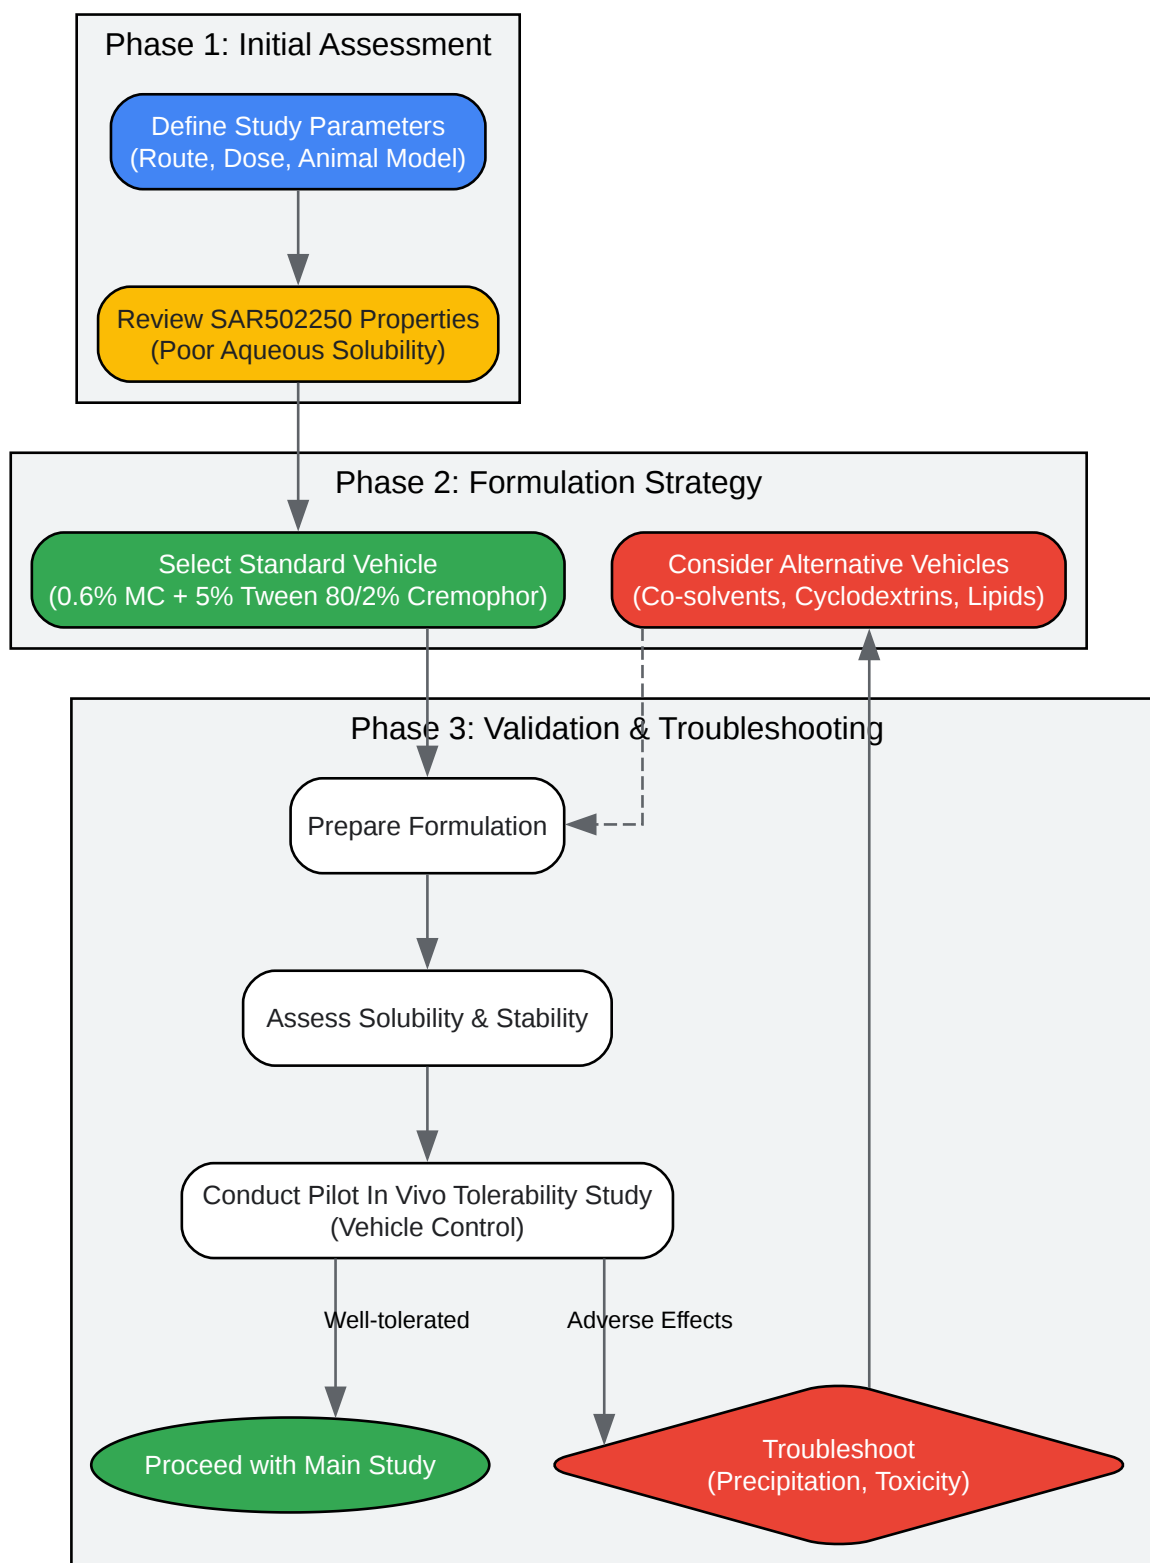 Phase 1: Initial Assessment
Define Study Parameters
(Route, Dose, Animal Model)
Review SAR502250 Properties
(Poor Aqueous Solubility)
Phase 2: Formulation Strategy
Select Standard Vehicle
(0.6% MC + 5% Tween 80/2% Cremophor)
Consider Alternative Vehicles
(Co-solvents, Cyclodextrins, Lipids)
Phase 3: Validation & Troubleshooting
Prepare Formulation
Assess Solubility & Stability
Conduct Pilot In Vivo Tolerability Study
(Vehicle Control)
Well-tolerated
Adverse Effects
Proceed with Main Study
Troubleshoot
(Precipitation, Toxicity)